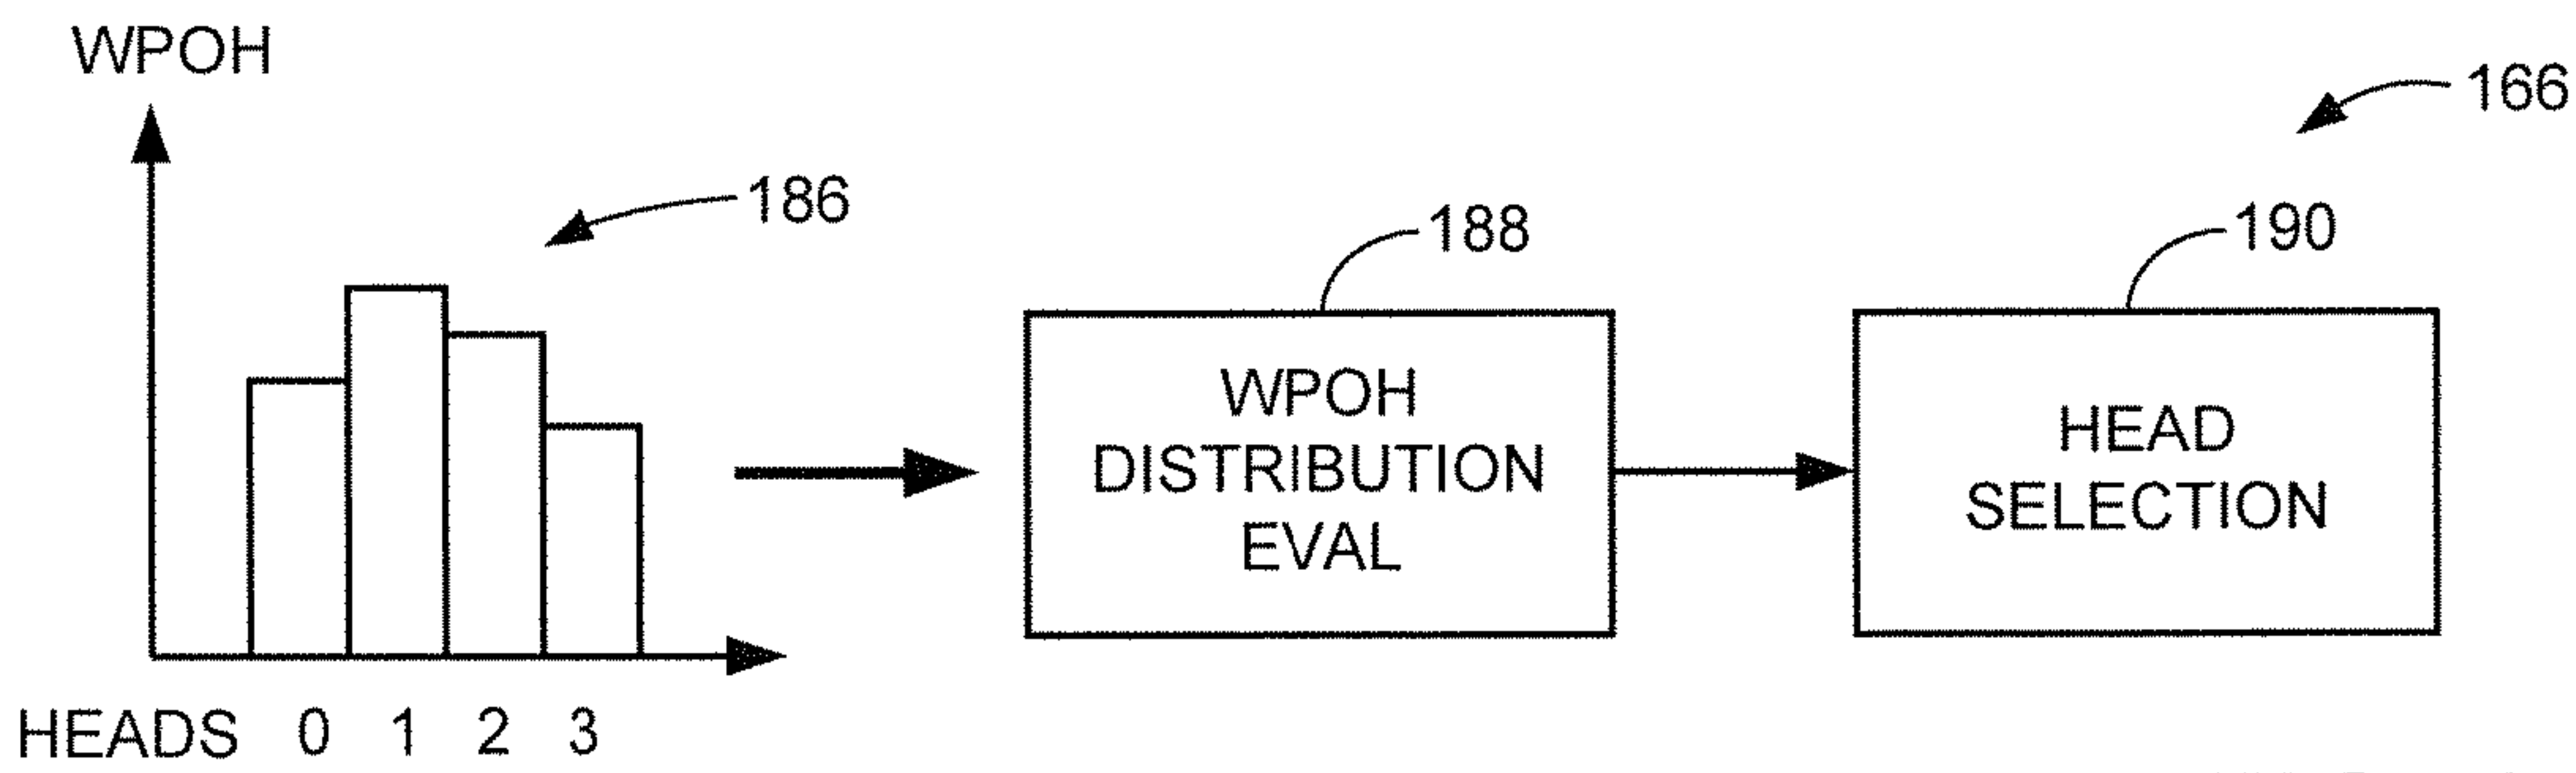 WPOH
166
186
188
190
WPOH
DISTRIBUTION
EVAL
HEAD
SELECTION
HEADS 0 1 2 3